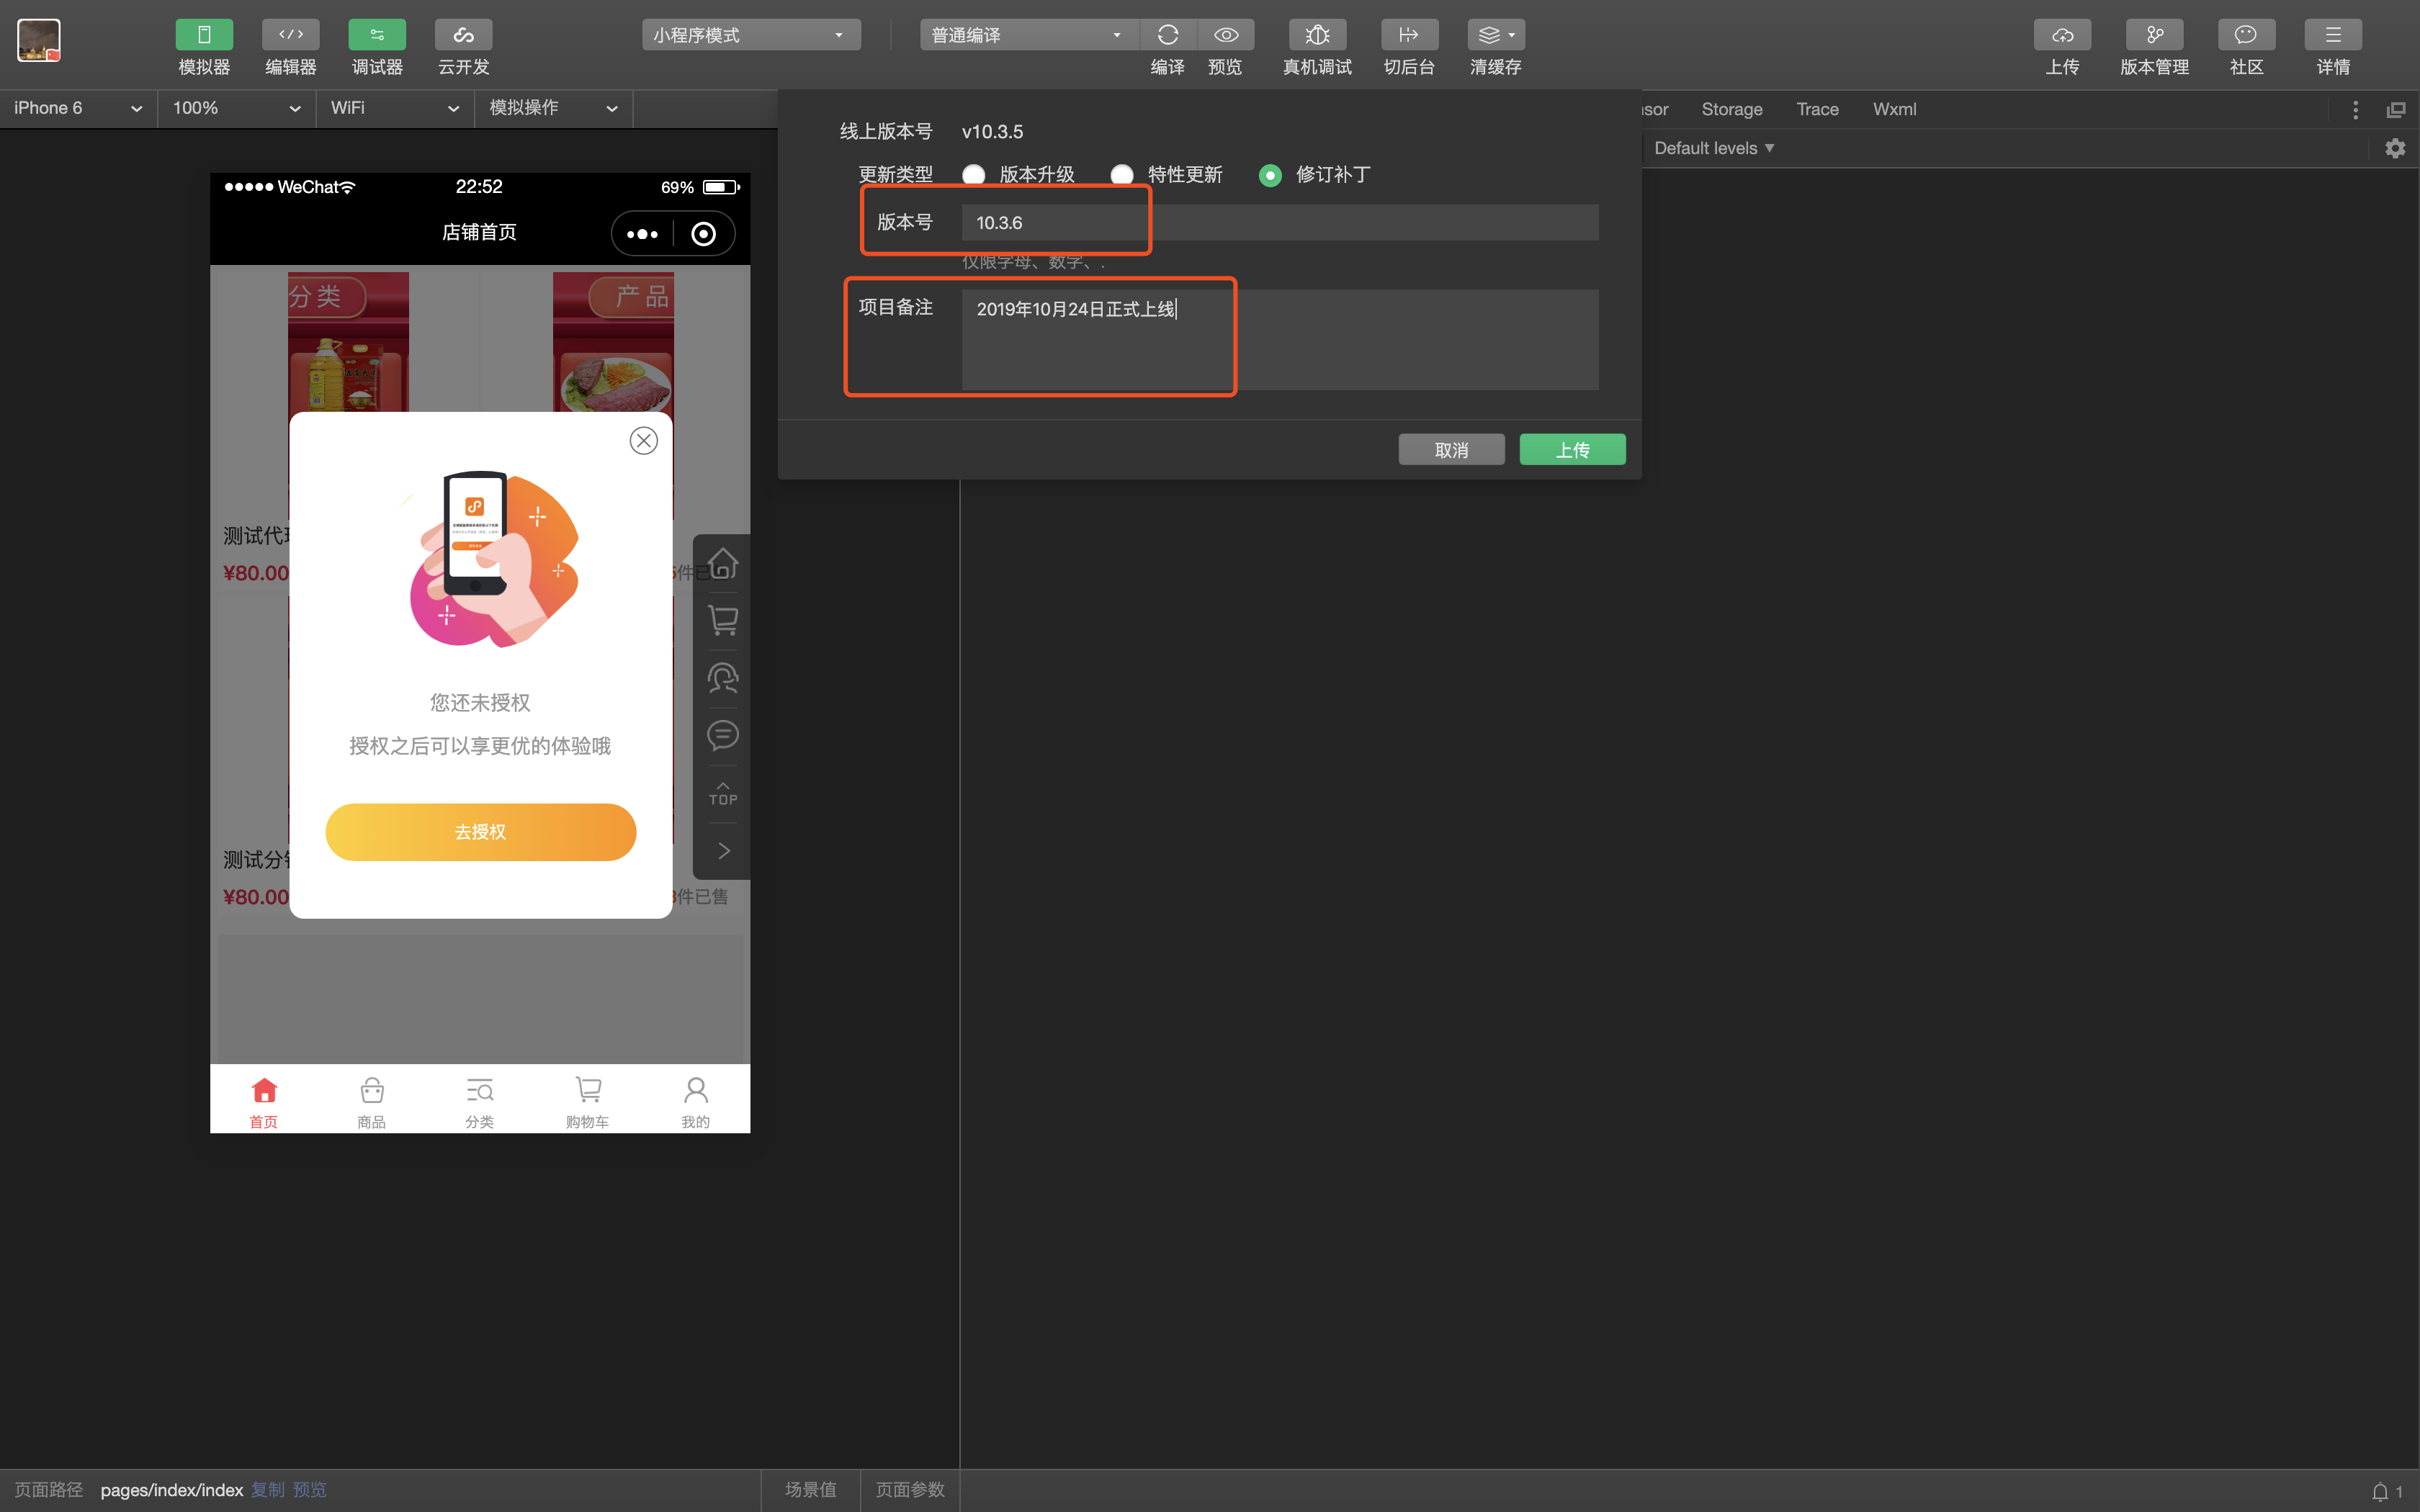 模拟器 编辑器 调试器 云开发
小程序模式 普通编译
编译 预览 真机调试 切后台 清缓存
上传 版本管理 社区 详情
iPhone 6 100% WiFi 模拟操作
sor Storage Trace Wxml
Default levels
线上版本号 v10.3.5
更新类型 版本升级 特性更新 修订补丁
版本号 10.3.6
仅限字母、数字、.
项目备注 2019年10月24日正式上线
取消 上传
WeChat 22:52 69%
店铺首页
分类 产品
您还未授权
授权之后可以享更优的体验哦
去授权
测试代
¥80.00 件已
TOP
测试分
¥80.00 件已售
首页 商品 分类 购物车 我的
页面路径 pages/index/index 复制 预览 场景值 页面参数 1